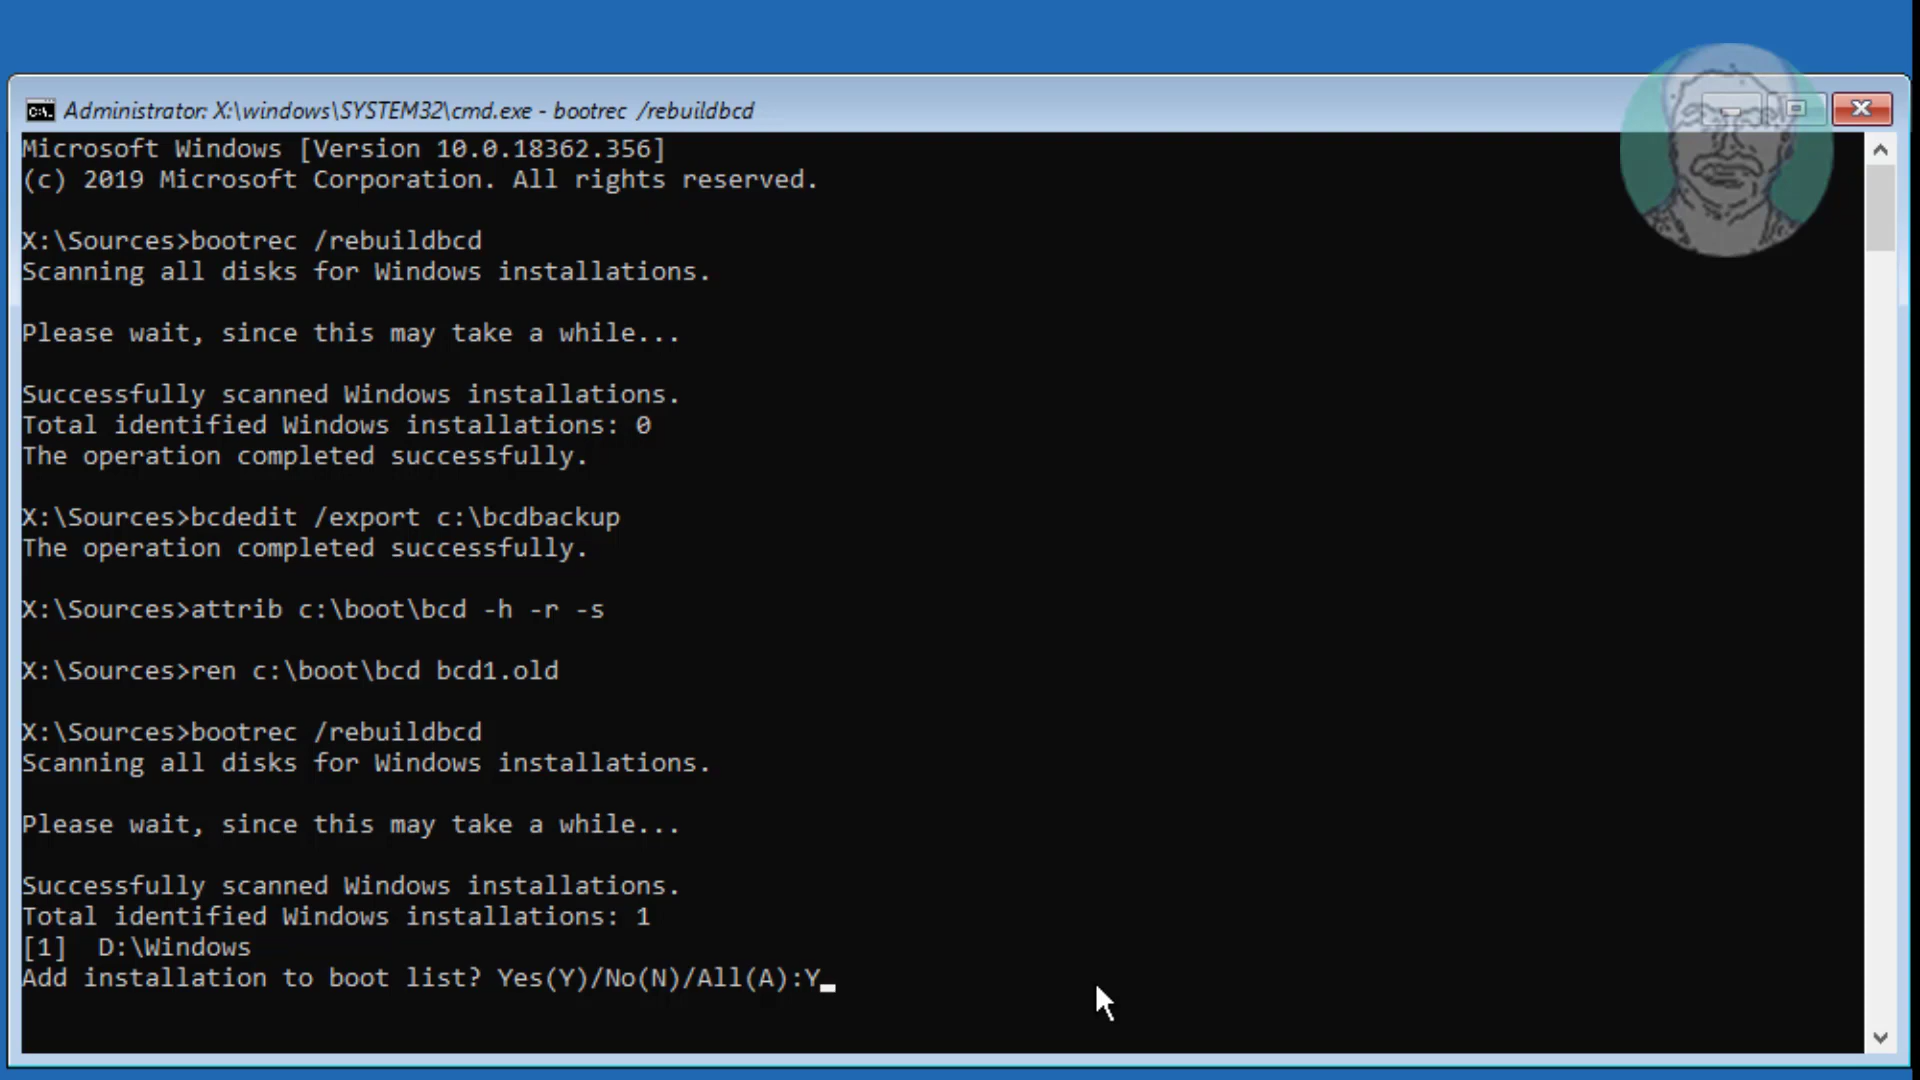 Administrator: X:\windows\SYSTEM32\cmd.exe - bootrec /rebuildbcd
Microsoft Windows [Version 10.0.18362.356]
(c) 2019 Microsoft Corporation. All rights reserved.
X:\Sources>bootrec /rebuildbcd
Scanning all disks for Windows installations.
Please wait, since this may take a while...
Successfully scanned Windows installations.
Total identified Windows installations: 0
The operation completed successfully.
X:\Sources>bcdedit /export c:\bcdbackup
The operation completed successfully.
X:\Sources>attrib c:\boot\bcd -h -r -s
X:\Sources>ren c:\boot\bcd bcd1.old
X:\Sources>bootrec /rebuildbcd
Scanning all disks for Windows installations.
Please wait, since this may take a while...
Successfully scanned Windows installations.
Total identified Windows installations: 1
[1]  D:\Windows
Add installation to boot list? Yes(Y)/No(N)/All(A):Y